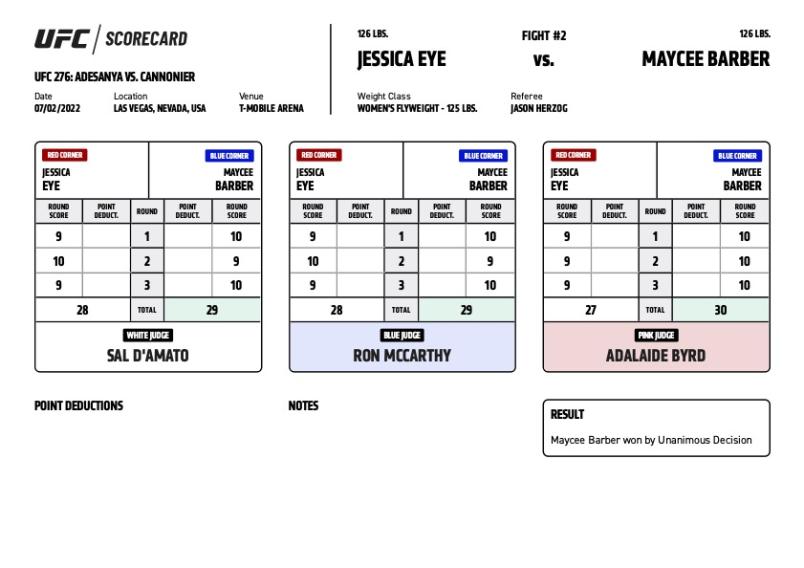 UFC / SCORECARD
UFC 276: ADESANYA VS. CANNONIER
Date Location Venue
07/02/2022 LAS VEGAS, NEVADA, USA T-MOBILE ARENA
126 LBS. FIGHT #2 126 LBS.
JESSICA EYE vs. MAYCEE BARBER
Weight Class Referee
WOMEN'S FLYWEIGHT - 125 LBS. JASON HERZOG
RED CORNER BLUE CORNER
JESSICA MAYCEE
EYE BARBER
ROUND SCORE POINT DEDUCT. ROUND POINT DEDUCT. ROUND SCORE
9 1 10
10 2 9
9 3 10
28 TOTAL 29
WHITE JUDGE
SAL D'AMATO
RED CORNER BLUE CORNER
JESSICA MAYCEE
EYE BARBER
ROUND SCORE POINT DEDUCT. ROUND POINT DEDUCT. ROUND SCORE
9 1 10
10 2 9
9 3 10
28 TOTAL 29
BLUE JUDGE
RON MCCARTHY
RED CORNER BLUE CORNER
JESSICA MAYCEE
EYE BARBER
ROUND SCORE POINT DEDUCT. ROUND POINT DEDUCT. ROUND SCORE
9 1 10
9 2 10
9 3 10
27 TOTAL 30
PINK JUDGE
ADALAIDE BYRD
POINT DEDUCTIONS
NOTES
RESULT
Maycee Barber won by Unanimous Decision